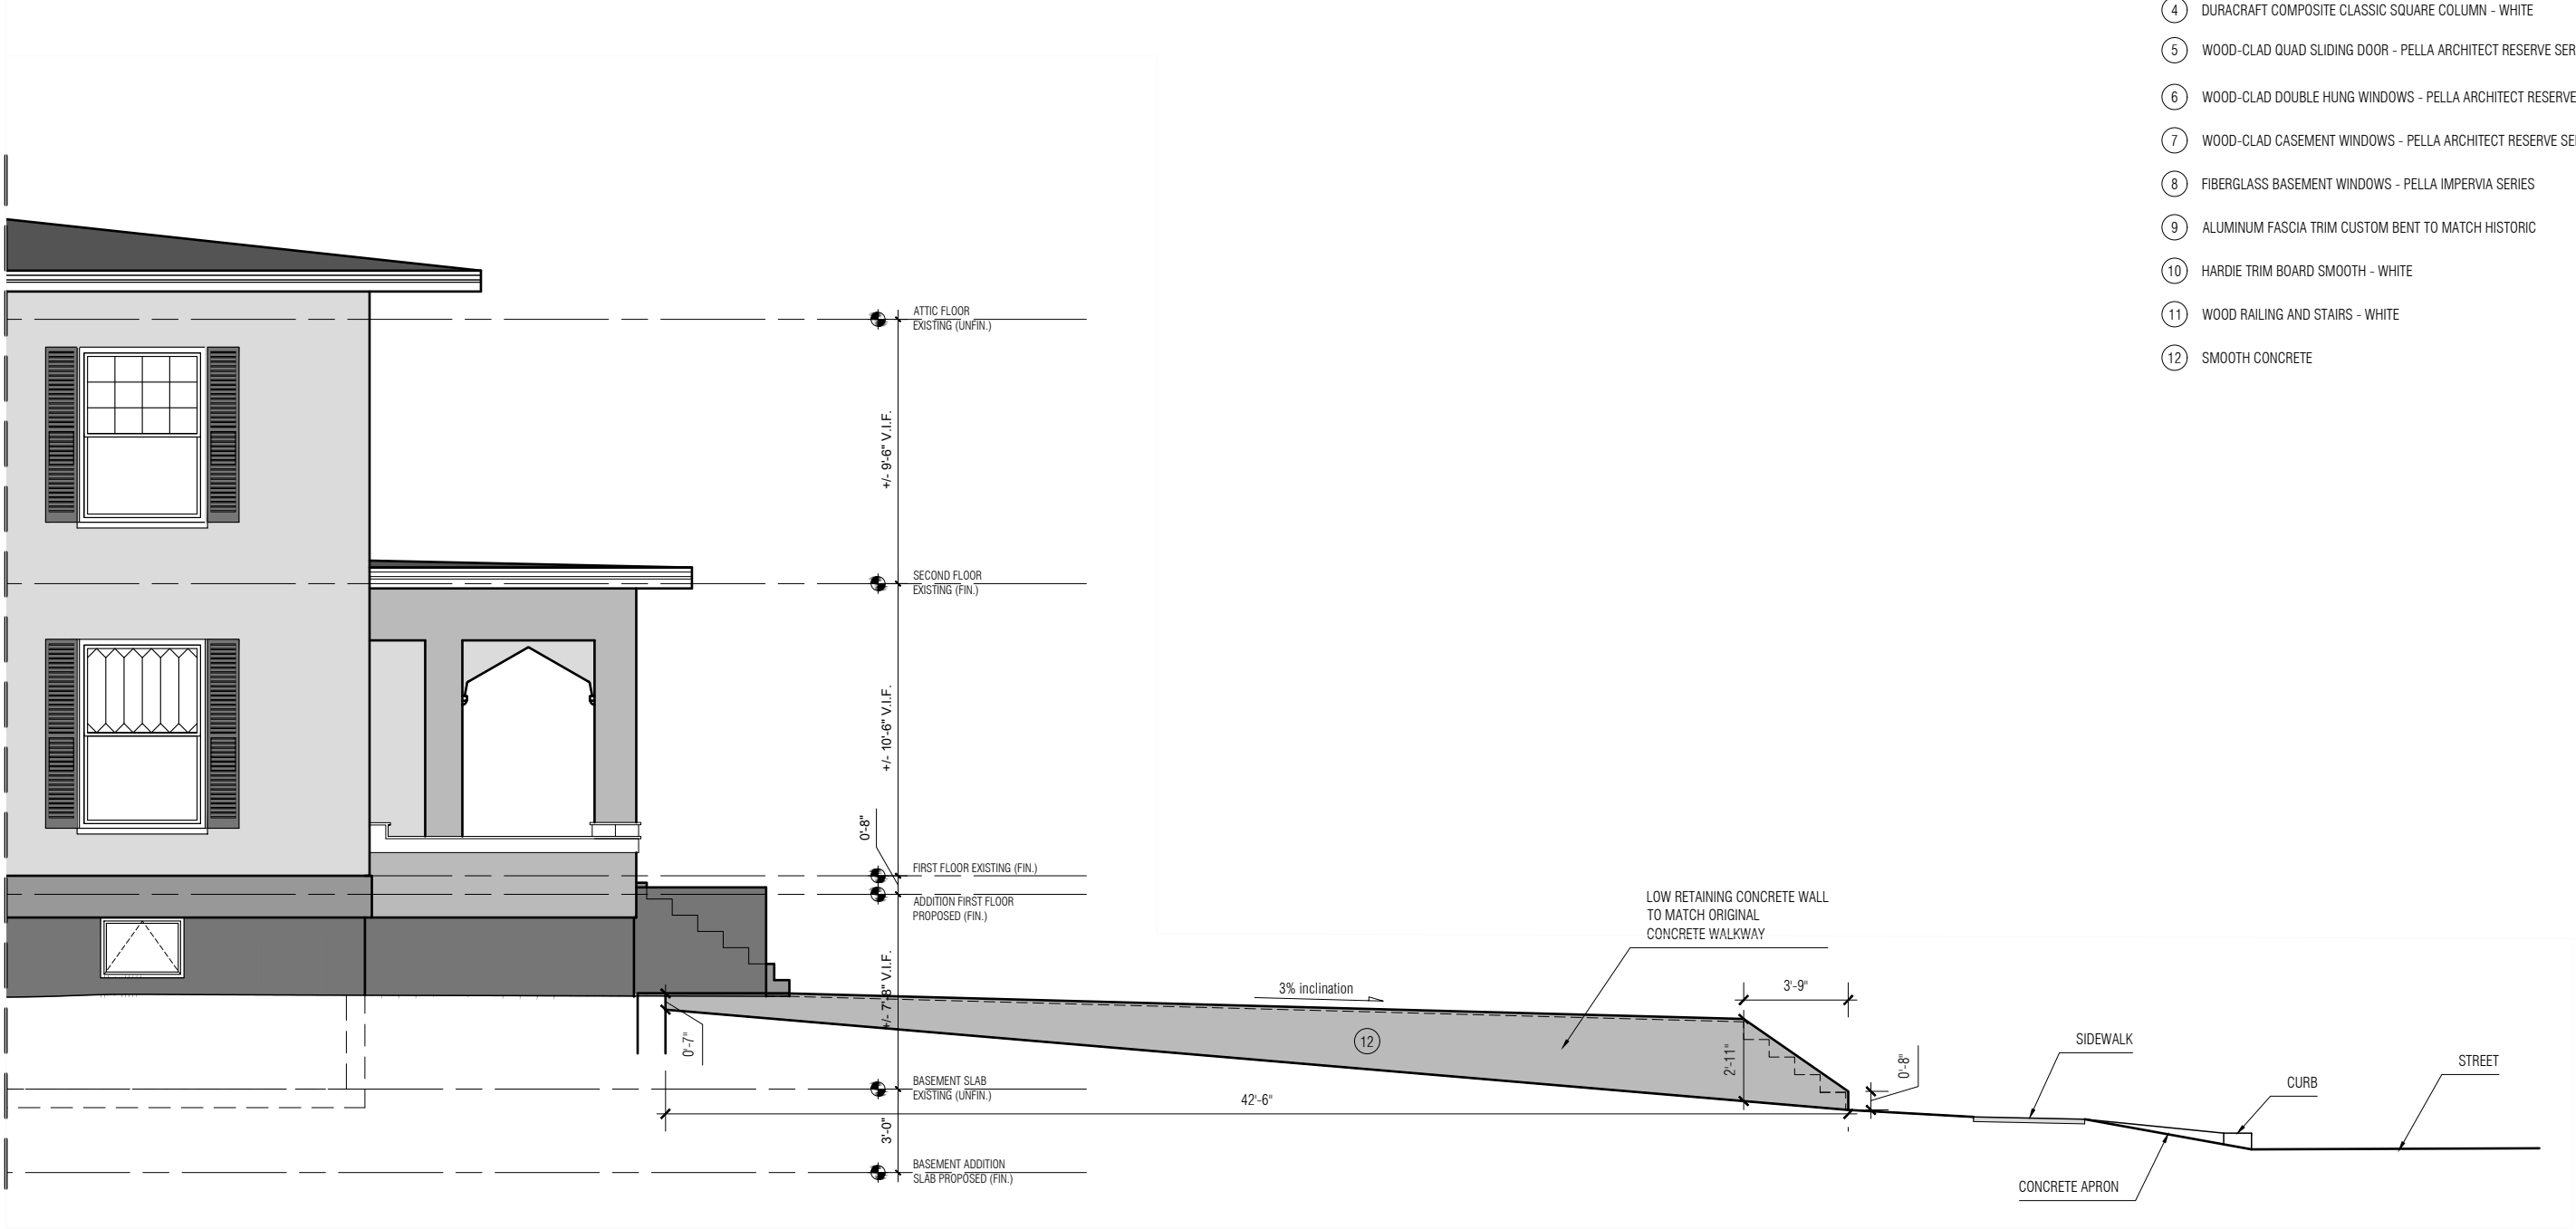 4 DURACRAFT COMPOSITE CLASSIC SQUARE COLUMN - WHITE
5 WOOD-CLAD QUAD SLIDING DOOR - PELLA ARCHITECT RESERVE SER
6 WOOD-CLAD DOUBLE HUNG WINDOWS - PELLA ARCHITECT RESERVE
7 WOOD-CLAD CASEMENT WINDOWS - PELLA ARCHITECT RESERVE SE
8 FIBERGLASS BASEMENT WINDOWS - PELLA IMPERVIA SERIES
9 ALUMINUM FASCIA TRIM CUSTOM BENT TO MATCH HISTORIC
10 HARDIE TRIM BOARD SMOOTH - WHITE
11 WOOD RAILING AND STAIRS - WHITE
12 SMOOTH CONCRETE
ATTIC FLOOR
EXISTING (UNFIN.)
+/- 9'-6" V.I.F.
SECOND FLOOR
EXISTING (FIN.)
+/- 10'-6" V.I.F.
0'-8"
FIRST FLOOR EXISTING (FIN.)
ADDITION FIRST FLOOR
PROPOSED (FIN.)
+/- 7'-8" V.I.F.
LOW RETAINING CONCRETE WALL
TO MATCH ORIGINAL
CONCRETE WALKWAY
3% inclination
3'-9"
12
0'-7"
2'-11"
0'-8"
SIDEWALK
STREET
CURB
BASEMENT SLAB
EXISTING (UNFIN.)
42'-6"
3'-0"
BASEMENT ADDITION
SLAB PROPOSED (FIN.)
CONCRETE APRON